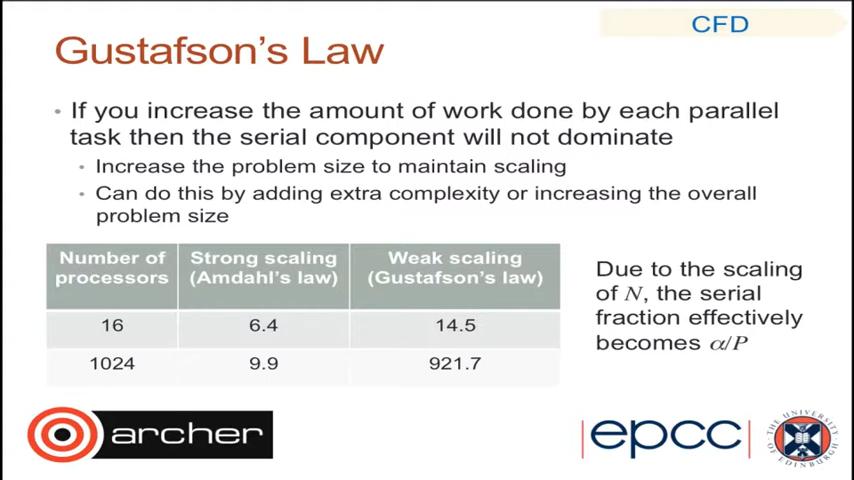 CFD
Gustafson's Law
• If you increase the amount of work done by each parallel
task then the serial component will not dominate
• Increase the problem size to maintain scaling
• Can do this by adding extra complexity or increasing the overall
problem size
Number of processors | Strong scaling (Amdahl's law) | Weak scaling (Gustafson's law)
16 | 6.4 | 14.5
1024 | 9.9 | 921.7
Due to the scaling
of N, the serial
fraction effectively
becomes α/P
archer
|epcc|
THE UNIVERSITY OF EDINBURGH